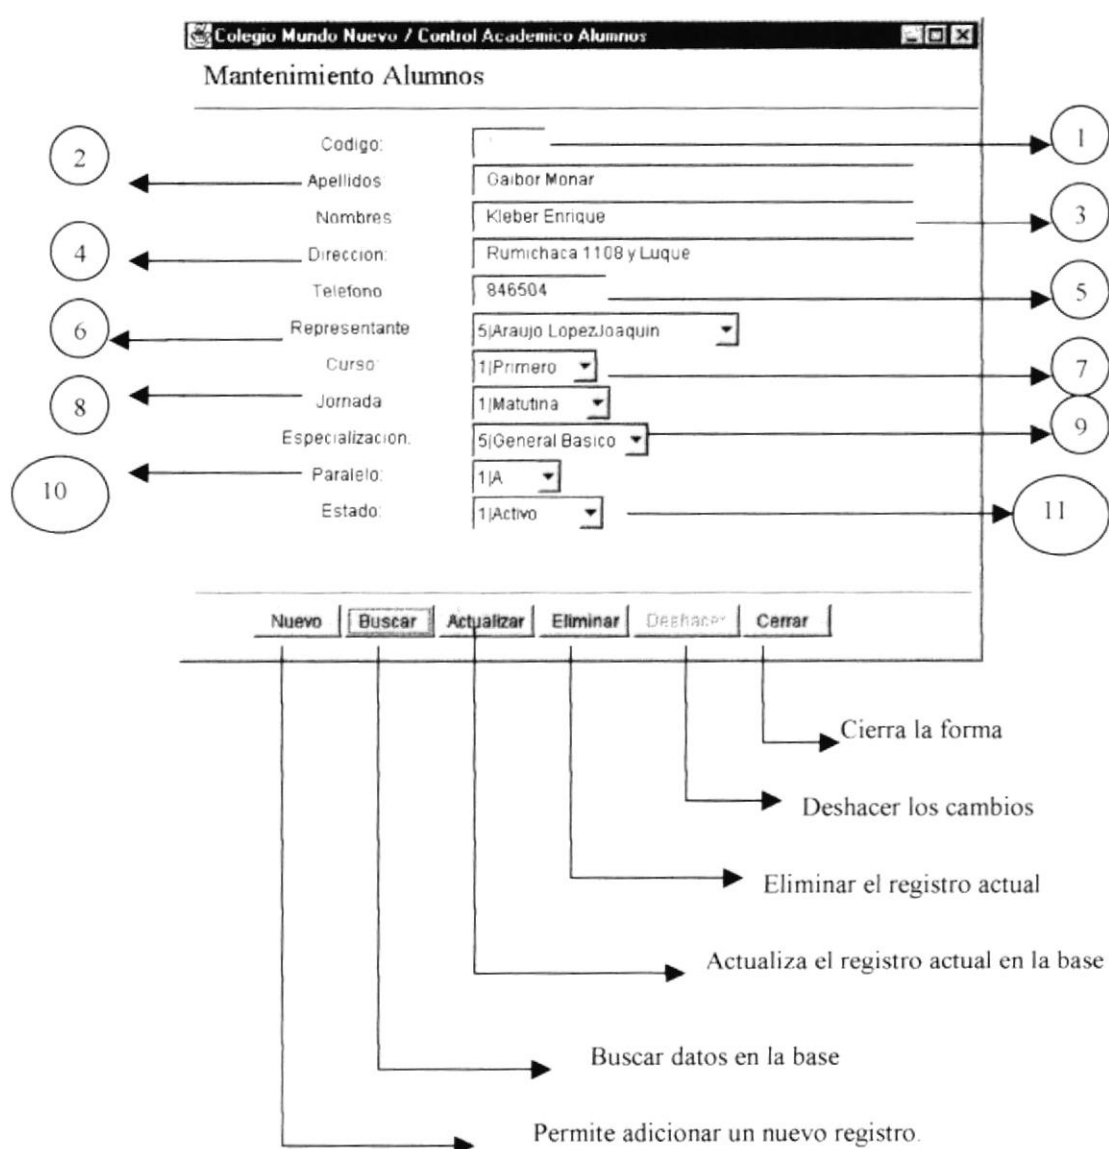 Colegio Mundo Nuevo / Control Academico Alumnos
Mantenimiento Alumnos
Codigo: 1
2 Apellidos Gaibor Monar
Nombres Kleber Enrique 3
4 Direccion: Rumichaca 1108 y Luque
Telefono 846504 5
6 Representante 5|Araujo LopezJoaquin
Curso: 1|Primero 7
8 Jornada 1|Matutina
Especializacion: 5|General Basico 9
10 Paralelo: 1|A
Estado: 1|Activo 11
Nuevo Buscar Actualizar Eliminar Deshacer Cerrar
Cierra la forma
Deshacer los cambios
Eliminar el registro actual
Actualiza el registro actual en la base
Buscar datos en la base
Permite adicionar un nuevo registro.